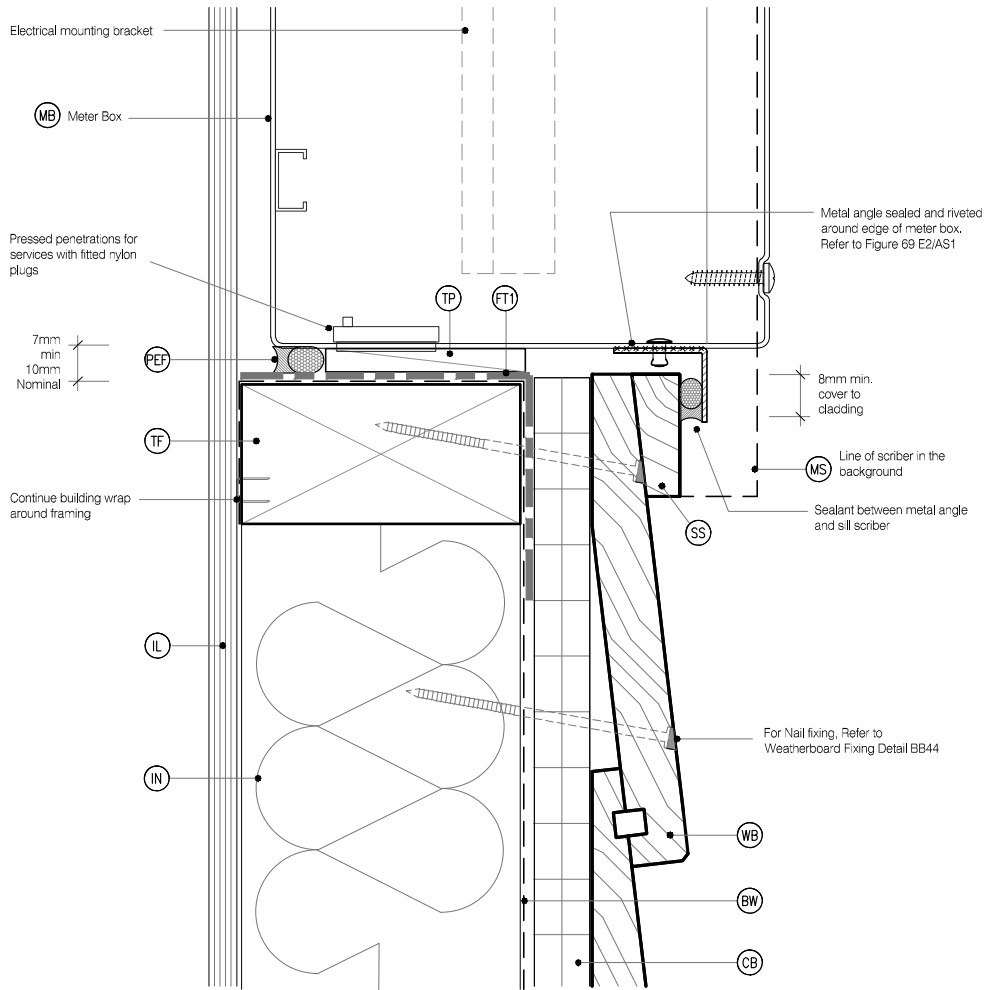 Electrical mounting bracket
MB Meter Box
Pressed penetrations for
services with fitted nylon
plugs
TP
FT1
Metal angle sealed and riveted
around edge of meter box.
Refer to Figure 69 E2/AS1
7mm
min
10mm
Nominal
PEF
8mm min.
cover to
cladding
TF
Continue building wrap
around framing
MS Line of scriber in the
background
SS
Sealant between metal angle
and sill scriber
IL
For Nail fixing, Refer to
Weatherboard Fixing Detail BB44
IN
WB
BW
CB